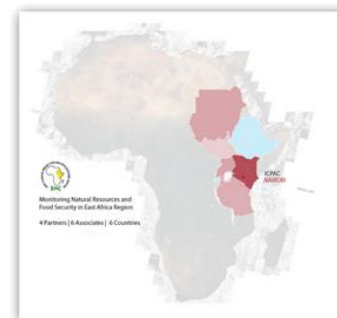 ICPAC
NAIROBI
Monitoring Natural Resources and
Food Security in East Africa Region
4 Partners | 6 Associates | 6 Countries